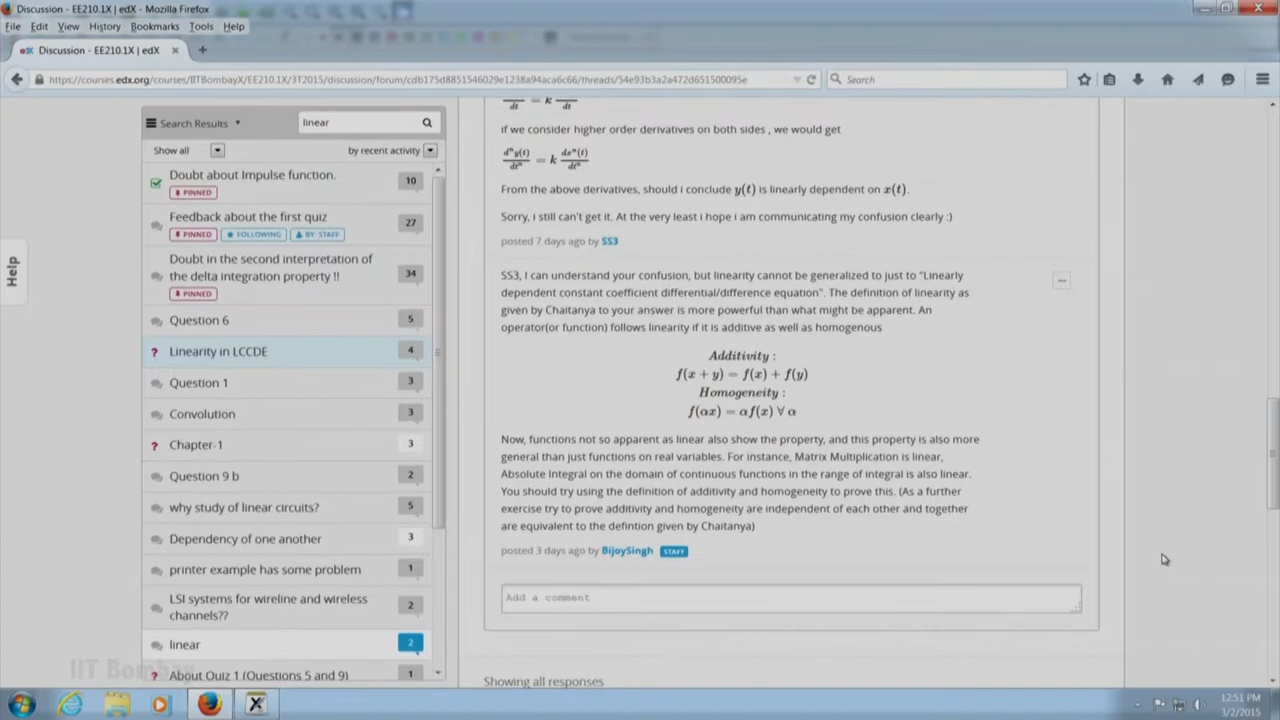 Discussion - EE210.1X | edX - Mozilla Firefox
File Edit View History Bookmarks Tools Help
edX Discussion - EE210.1X | edX × +
https://courses.edx.org/courses/IITBombayX/EE210.1X/3T2015/discussion/forum/cdb175d8851546029e1238a94aca6c66/threads/54e93b3a2a472d651500095e
Search
Help
Search Results
linear
Show all
by recent activity
Doubt about Impulse function. 10
PINNED
Feedback about the first quiz 27
PINNED FOLLOWING BY: STAFF
Doubt in the second interpretation of
the delta integration property !! 34
PINNED
Question 6 5
? Linearity in LCCDE 4
Question 1 3
Convolution 3
? Chapter-1 3
Question 9 b 2
why study of linear circuits? 5
Dependency of one another 3
printer example has some problem 1
LSI systems for wireline and wireless
channels?? 2
linear 2
? About Quiz 1 (Questions 5 and 9) 1
dt = k dt
if we consider higher order derivatives on both sides , we would get
dⁿy(t)/dtⁿ = k dxⁿ(t)/dtⁿ
From the above derivatives, should i conclude y(t) is linearly dependent on x(t).
Sorry, i still can't get it. At the very least i hope i am communicating my confusion clearly :)
posted 7 days ago by SS3
SS3, I can understand your confusion, but linearity cannot be generalized to just to "Linearly
dependent constant coefficient differential/difference equation". The definition of linearity as
given by Chaitanya to your answer is more powerful than what might be apparent. An
operator(or function) follows linearity if it is additive as well as homogenous
Additivity :
f(x + y) = f(x) + f(y)
Homogeneity :
f(αx) = αf(x) ∀ α
Now, functions not so apparent as linear also show the property, and this property is also more
general than just functions on real variables. For instance, Matrix Multiplication is linear,
Absolute Integral on the domain of continuous functions in the range of integral is also linear.
You should try using the definition of additivity and homogeneity to prove this. (As a further
exercise try to prove additivity and homogeneity are independent of each other and together
are equivalent to the defintion given by Chaitanya)
posted 3 days ago by BijoySingh STAFF
Add a comment
Showing all responses
IIT Bombay
12:51 PM
3/2/2015